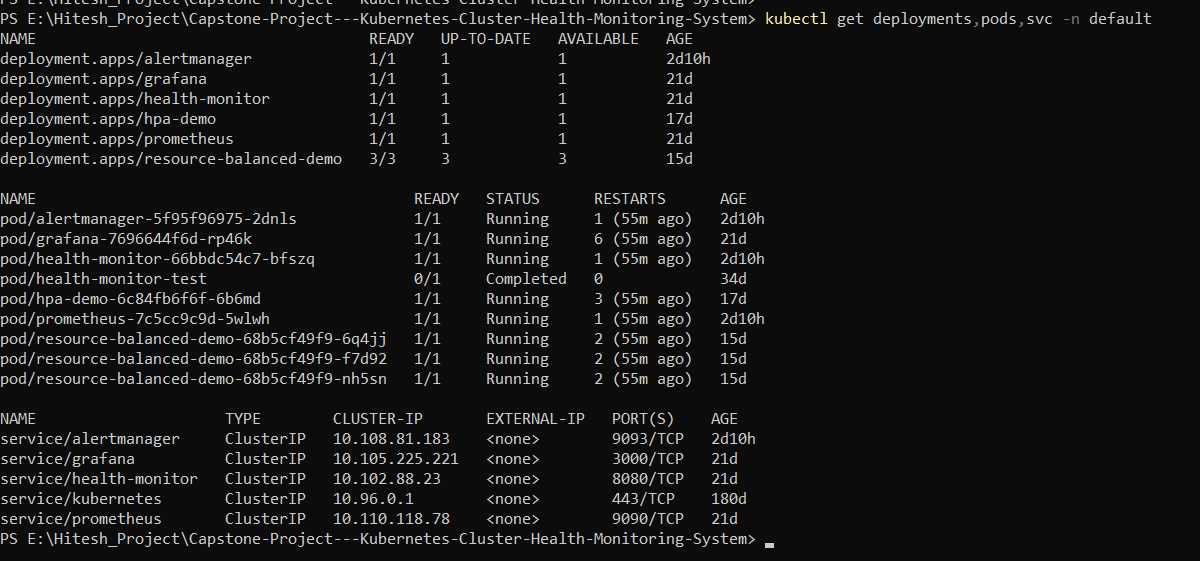 PS E:\Hitesh_Project\Capstone-Project---Kubernetes-Cluster-Health-Monitoring-System>
PS E:\Hitesh_Project\Capstone-Project---Kubernetes-Cluster-Health-Monitoring-System> kubectl get deployments,pods,svc -n default
NAME READY UP-TO-DATE AVAILABLE AGE
deployment.apps/alertmanager 1/1 1 1 2d10h
deployment.apps/grafana 1/1 1 1 21d
deployment.apps/health-monitor 1/1 1 1 21d
deployment.apps/hpa-demo 1/1 1 1 17d
deployment.apps/prometheus 1/1 1 1 21d
deployment.apps/resource-balanced-demo 3/3 3 3 15d
NAME READY STATUS RESTARTS AGE
pod/alertmanager-5f95f96975-2dnls 1/1 Running 1 (55m ago) 2d10h
pod/grafana-7696644f6d-rp46k 1/1 Running 6 (55m ago) 21d
pod/health-monitor-66bbdc54c7-bfszq 1/1 Running 1 (55m ago) 2d10h
pod/health-monitor-test 0/1 Completed 0 34d
pod/hpa-demo-6c84fb6f6f-6b6md 1/1 Running 3 (55m ago) 17d
pod/prometheus-7c5cc9c9d-5wlwh 1/1 Running 1 (55m ago) 2d10h
pod/resource-balanced-demo-68b5cf49f9-6q4jj 1/1 Running 2 (55m ago) 15d
pod/resource-balanced-demo-68b5cf49f9-f7d92 1/1 Running 2 (55m ago) 15d
pod/resource-balanced-demo-68b5cf49f9-nh5sn 1/1 Running 2 (55m ago) 15d
NAME TYPE CLUSTER-IP EXTERNAL-IP PORT(S) AGE
service/alertmanager ClusterIP 10.108.81.183 <none> 9093/TCP 2d10h
service/grafana ClusterIP 10.105.225.221 <none> 3000/TCP 21d
service/health-monitor ClusterIP 10.102.88.23 <none> 8080/TCP 21d
service/kubernetes ClusterIP 10.96.0.1 <none> 443/TCP 180d
service/prometheus ClusterIP 10.110.118.78 <none> 9090/TCP 21d
PS E:\Hitesh_Project\Capstone-Project---Kubernetes-Cluster-Health-Monitoring-System>